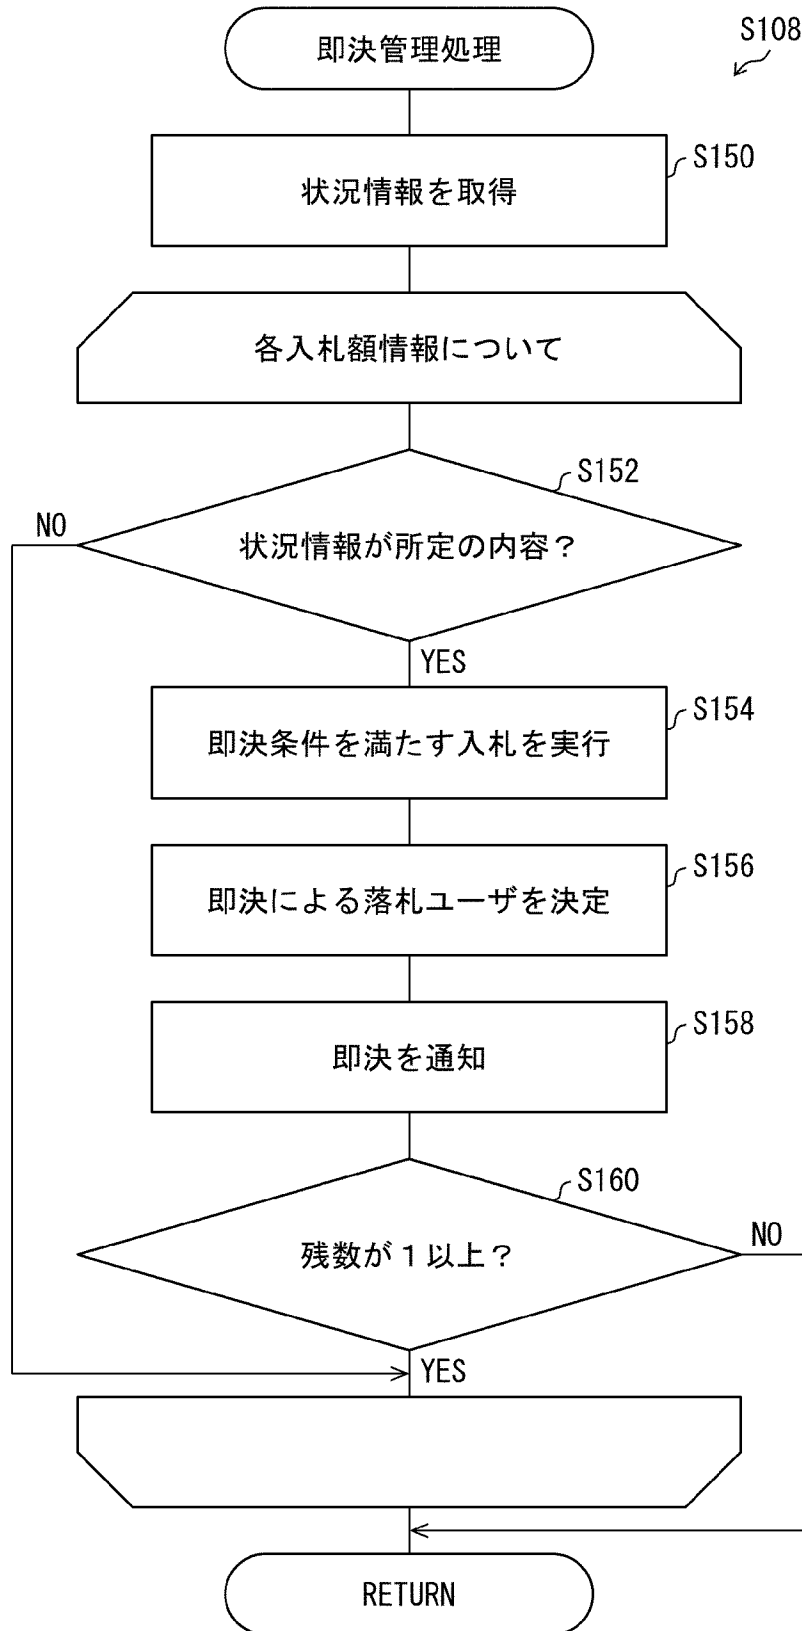 S108
即決管理処理
S150
状況情報を取得
各入札額情報について
S152
NO
状況情報が所定の内容？
YES
S154
即決条件を満たす入札を実行
S156
即決による落札ユーザを決定
S158
即決を通知
S160
残数が１以上？
NO
YES
RETURN